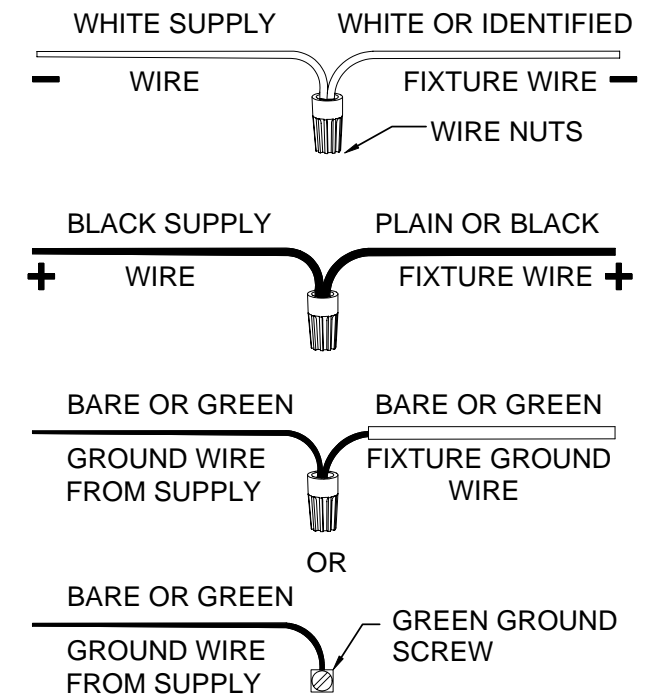 WHITE SUPPLY WHITE OR IDENTIFIED
− WIRE FIXTURE WIRE −
WIRE NUTS
BLACK SUPPLY PLAIN OR BLACK
+ WIRE FIXTURE WIRE +
BARE OR GREEN BARE OR GREEN
GROUND WIRE FIXTURE GROUND
FROM SUPPLY WIRE
OR
BARE OR GREEN
GREEN GROUND
GROUND WIRE SCREW
FROM SUPPLY